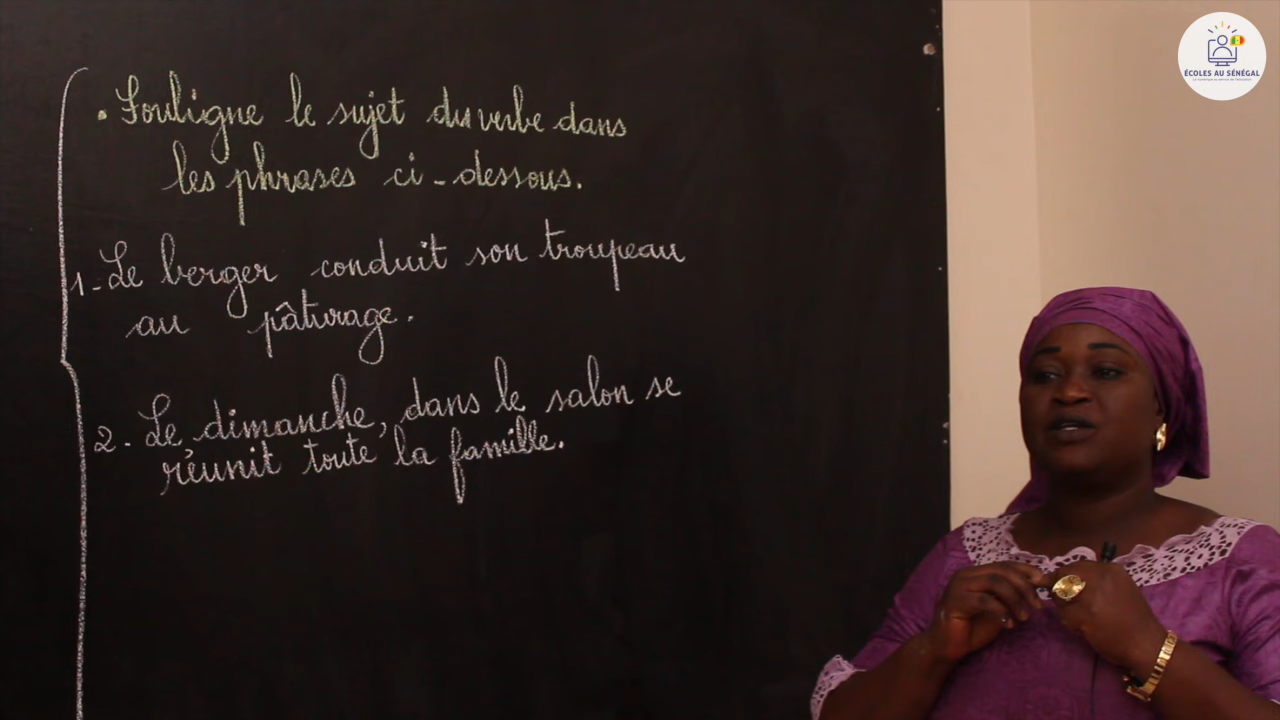 • Souligne le sujet du verbe dans
les phrases ci-dessous.
1- Le berger conduit son troupeau
au pâturage.
2. Le dimanche, dans le salon se
réunit toute la famille.
ÉCOLES AU SÉNÉGAL